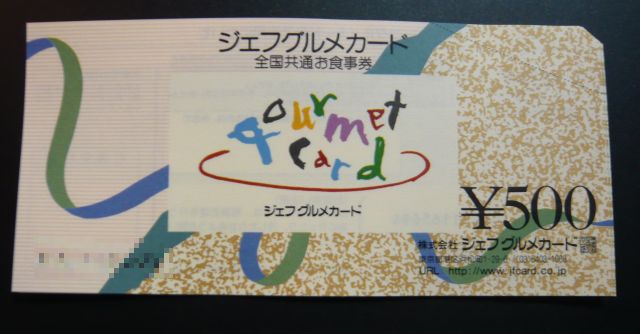 ジェフグルメカード
全国共通お食事券
gourmet
card
ジェフグルメカード
¥500
株式会社 ジェフグルメカード
URL http://www.jfcard.co.jp